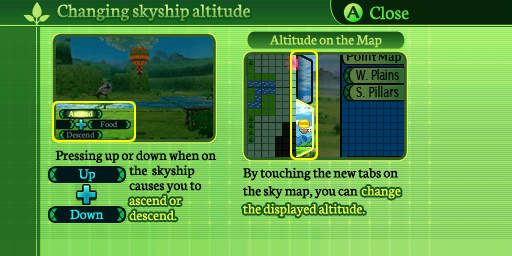 Changing skyship altitude
A Close
Ascend
Food
Descend
Pressing up or down when on
the skyship
causes you to
ascend or
descend.
Up
Down
Altitude on the Map
Point Map
W. Plains
S. Pillars
By touching the new tabs on
the sky map, you can change
the displayed altitude.